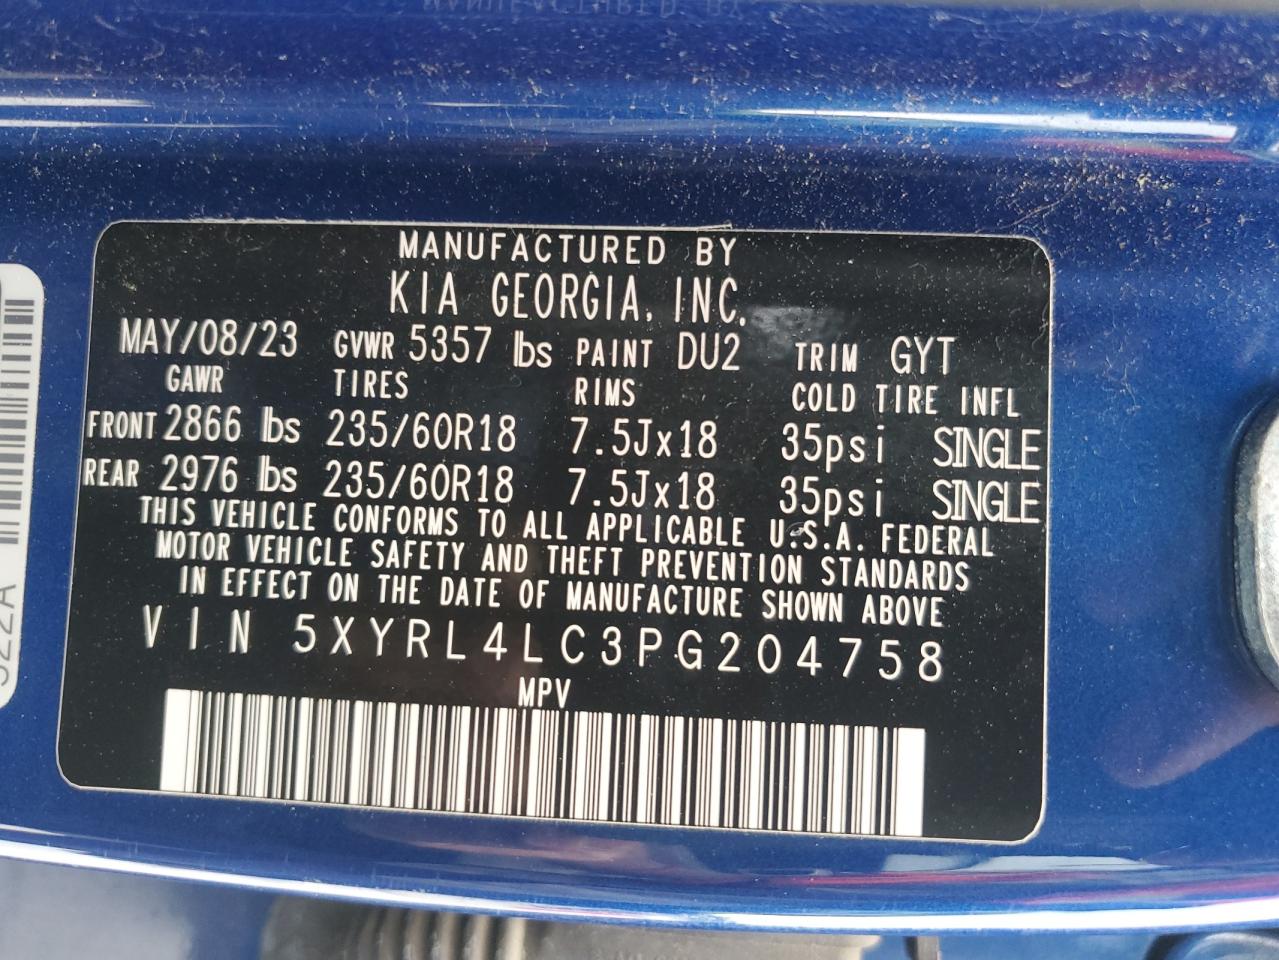 MANUFACTURED BY
KIA GEORGIA, INC.
MAY/08/23 GVWR 5357 lbs PAINT DU2 TRIM GYT
GAWR TIRES RIMS COLD TIRE INFL
FRONT 2866 lbs 235/60R18 7.5Jx18 35psi SINGLE
REAR 2976 lbs 235/60R18 7.5Jx18 35psi SINGLE
THIS VEHICLE CONFORMS TO ALL APPLICABLE U.S.A. FEDERAL
MOTOR VEHICLE SAFETY AND THEFT PREVENTION STANDARDS
IN EFFECT ON THE DATE OF MANUFACTURE SHOWN ABOVE
VIN 5XYRL4LC3PG204758
MPV